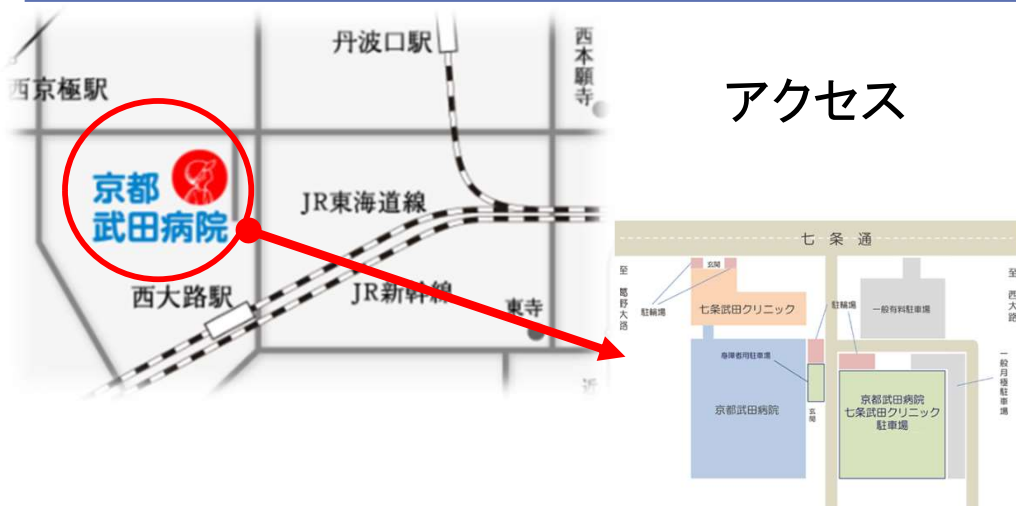 アクセス
丹波口駅
西本願寺
西京極駅
京都
武田病院
JR東海道線
西大路駅
JR新幹線
東寺
近
七条通
至 葛野大路
玄関
至 西大路
駐輪場
七条武田クリニック
駐輪場
一般有料駐車場
身障者用駐車場
一般月極駐車場
京都武田病院
玄関
京都武田病院
七条武田クリニック
駐車場